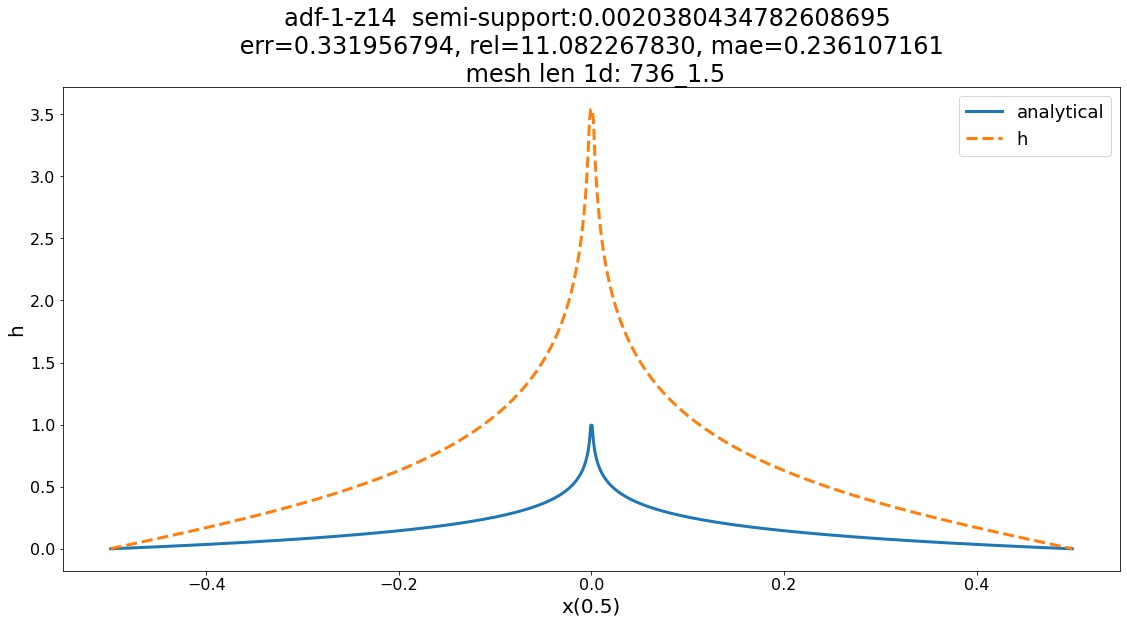 adf-1-z14 semi-support:0.0020380434782608695
err=0.331956794, rel=11.082267830, mae=0.236107161
mesh len 1d: 736_1.5
analytical
h
3.5
3.0
2.5
2.0
1.5
1.0
0.5
0.0
h
−0.4
−0.2
0.0
0.2
0.4
x(0.5)